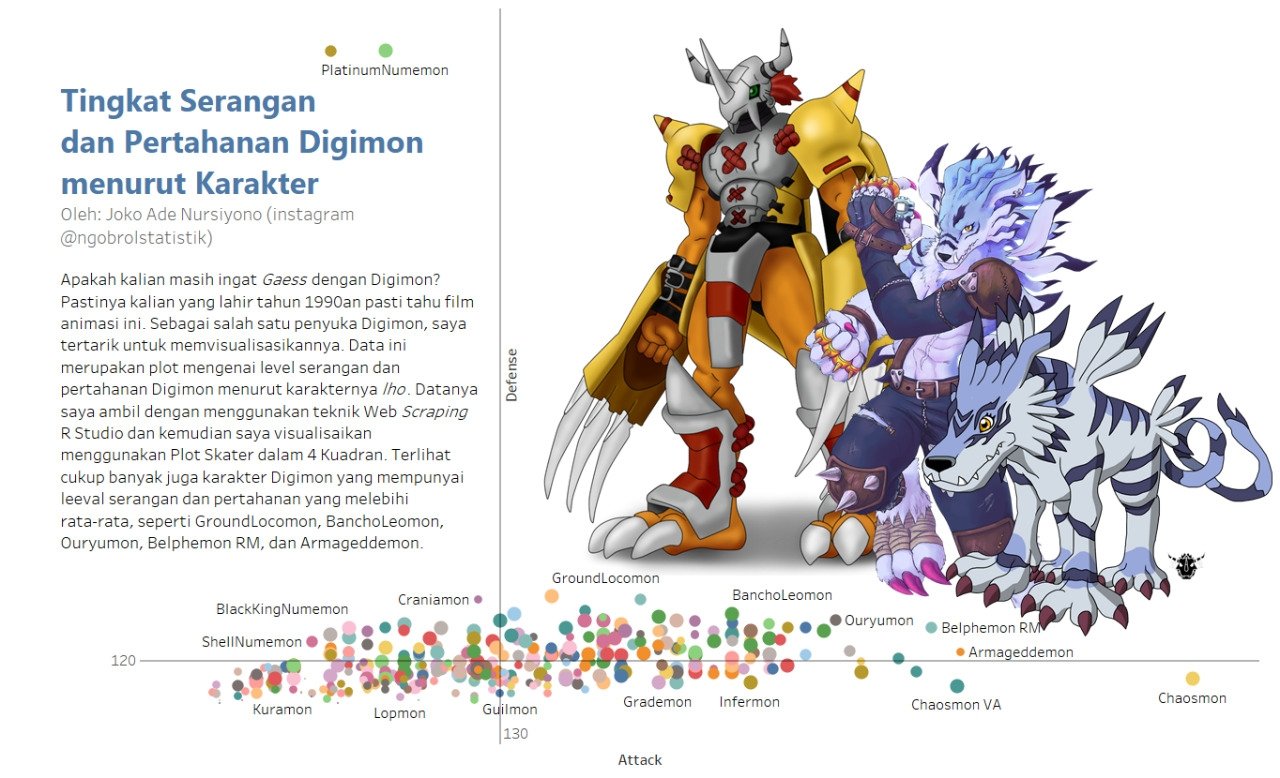 PlatinumNumemon
Tingkat Serangan
dan Pertahanan Digimon
menurut Karakter
Oleh: Joko Ade Nursiyono (instagram
@ngobrolstatistik)
Apakah kalian masih ingat Gaess dengan Digimon?
Pastinya kalian yang lahir tahun 1990an pasti tahu film
animasi ini. Sebagai salah satu penyuka Digimon, saya
tertarik untuk memvisualisasikannya. Data ini
merupakan plot mengenai level serangan dan
pertahanan Digimon menurut karakternya lho. Datanya
saya ambil dengan menggunakan teknik Web Scraping
R Studio dan kemudian saya visualisaikan
menggunakan Plot Skater dalam 4 Kuadran. Terlihat
cukup banyak juga karakter Digimon yang mempunyai
leeval serangan dan pertahanan yang melebihi
rata-rata, seperti GroundLocomon, BanchoLeomon,
Ouryumon, Belphemon RM, dan Armageddemon.
Defense
GroundLocomon
BanchoLeomon
Craniamon
BlackKingNumemon
Ouryumon
Belphemon RM
ShellNumemon
Armageddemon
120
Chaosmon
Grademon
Infermon
Chaosmon VA
Kuramon
Lopmon
Guilmon
130
Attack